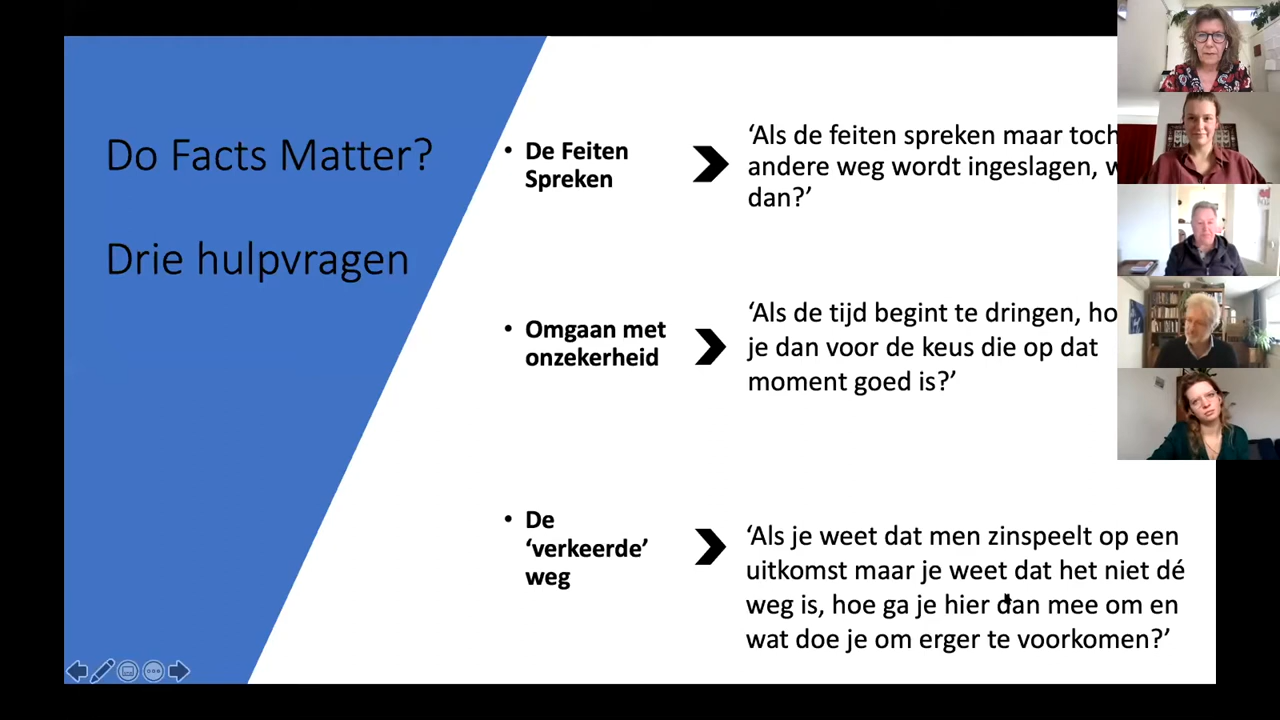 Do Facts Matter?
Drie hulpvragen
• De Feiten
Spreken
‘Als de feiten spreken maar toch
andere weg wordt ingeslagen,
dan?’
• Omgaan met
onzekerheid
‘Als de tijd begint te dringen,
je dan voor de keus die op dat
moment goed is?’
• De
‘verkeerde’
weg
‘Als je weet dat men zinspeelt op een
uitkomst maar je weet dat het niet dé
weg is, hoe ga je hier dan mee om en
wat doe je om erger te voorkomen?’